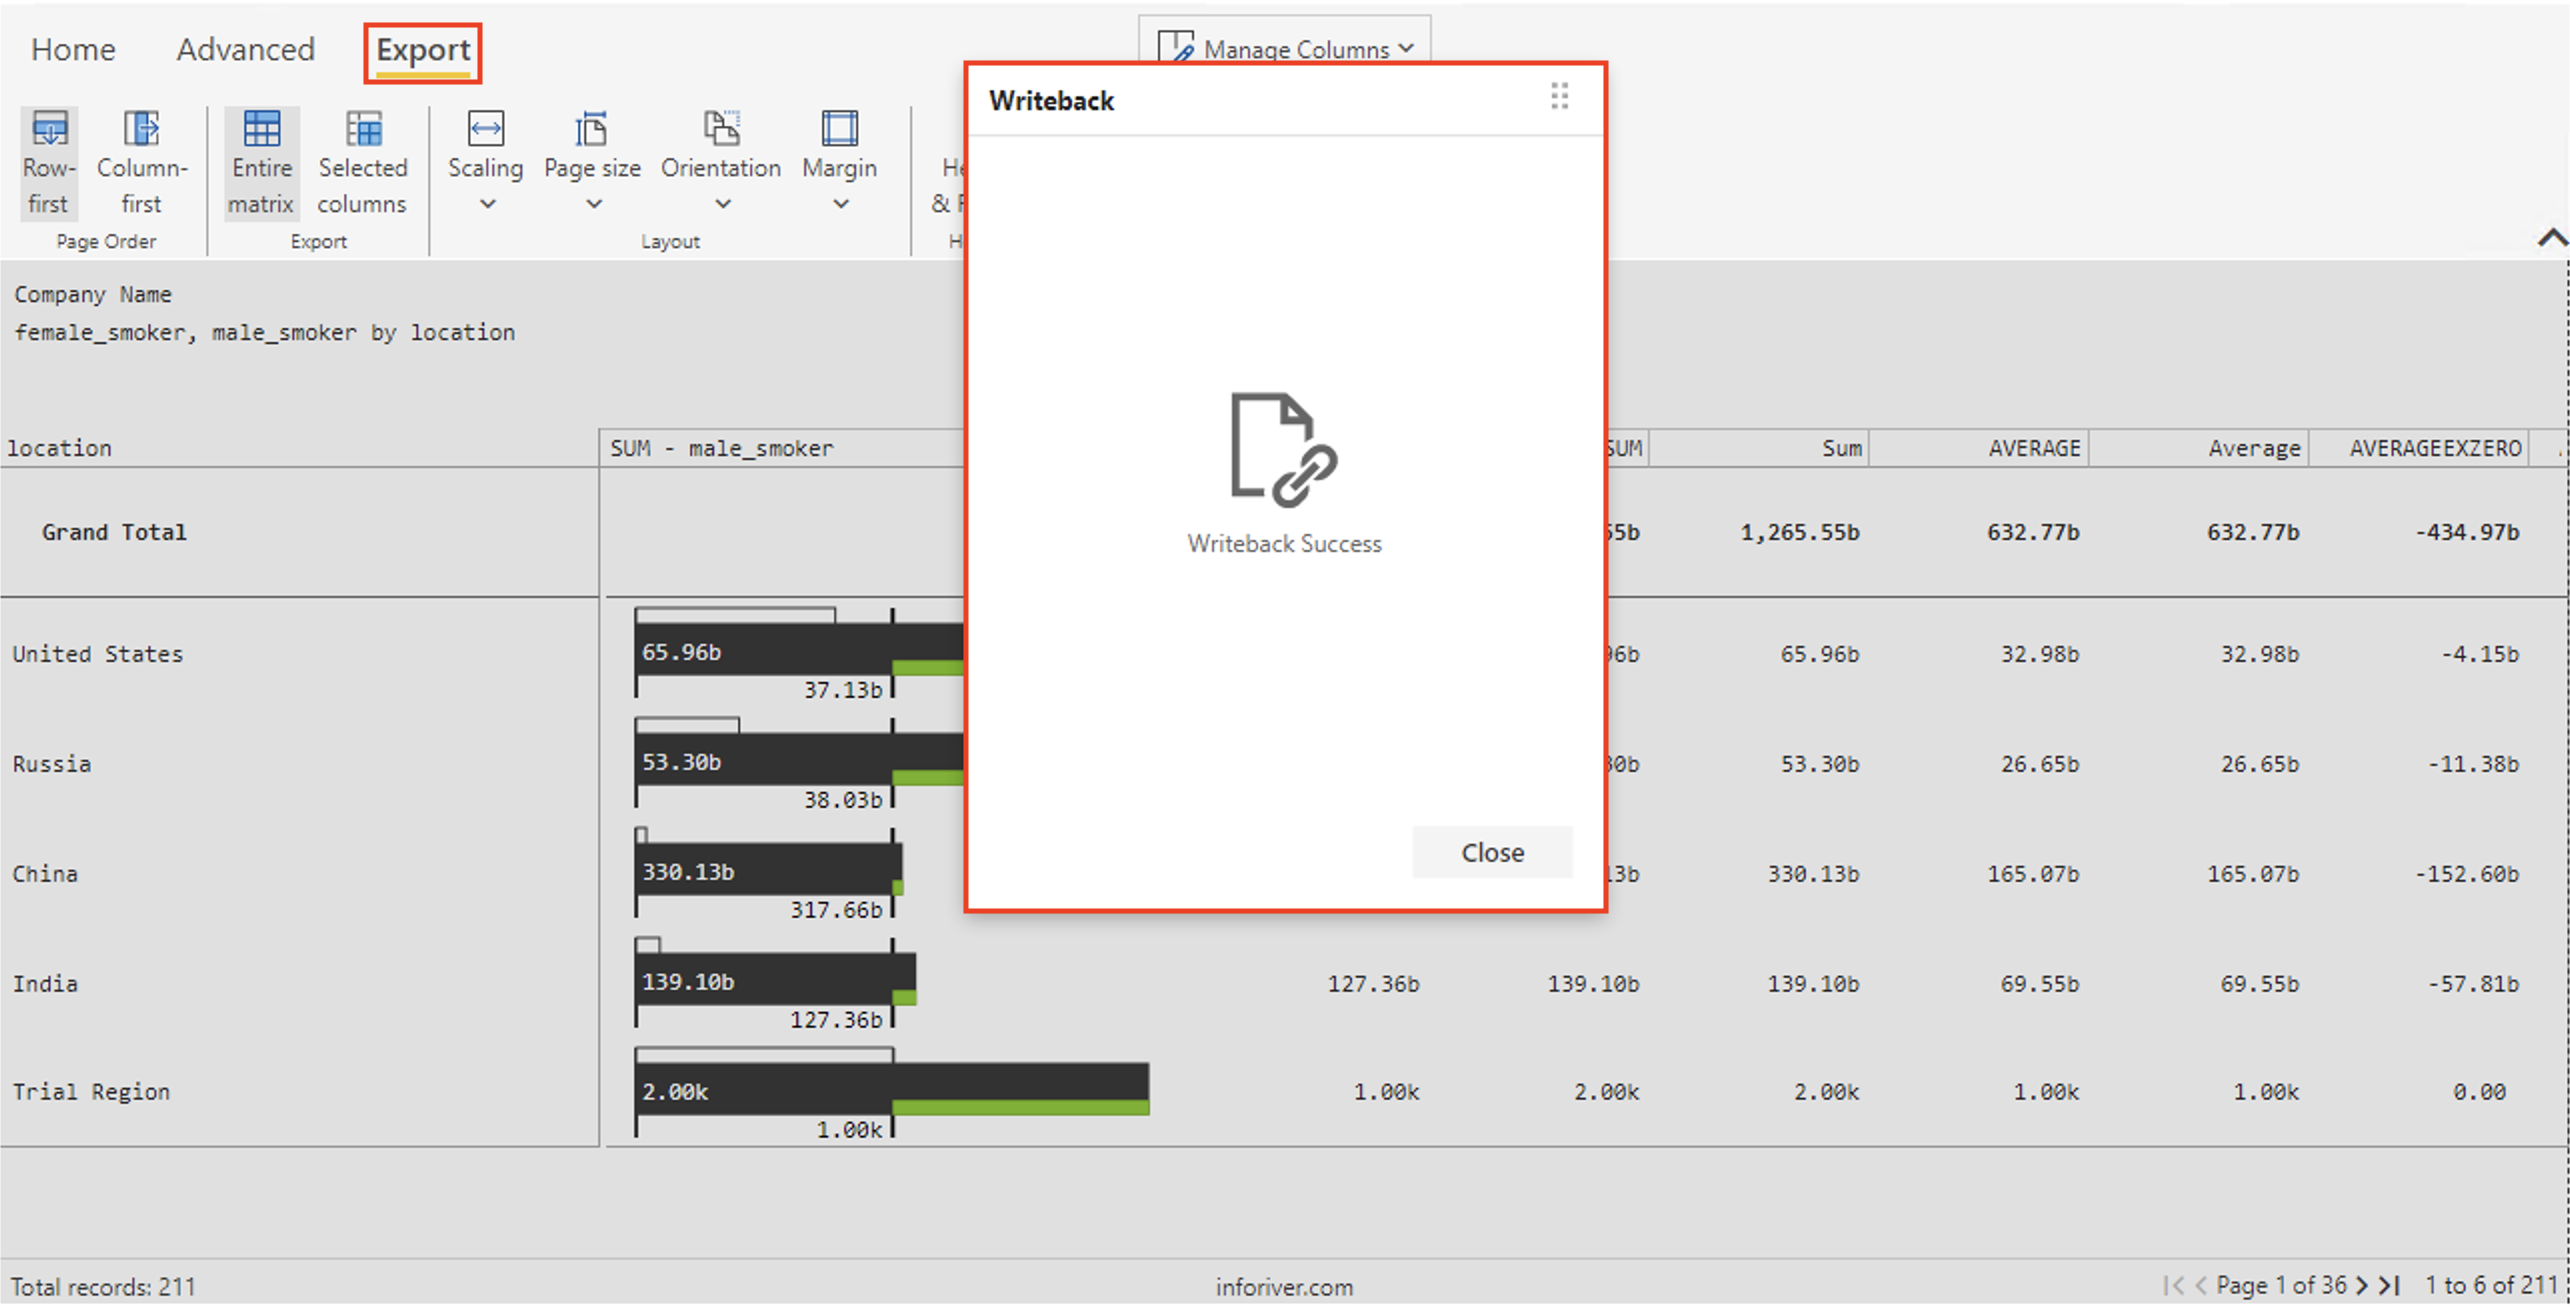 Home Advanced Export Manage Columns
Writeback
Row-first Column-first Entire matrix Selected columns Scaling Page size Orientation Margin
Page Order Export Layout
Company Name
female_smoker, male_smoker by location
location SUM - male_smoker SUM Sum AVERAGE Average AVERAGEEXZERO
Grand Total 1,265.55b 632.77b 632.77b -434.97b
Writeback Success
United States 65.96b 65.96b 32.98b 32.98b -4.15b
37.13b
Russia 53.30b 53.30b 26.65b 26.65b -11.38b
38.03b
Close
China 330.13b 330.13b 165.07b 165.07b -152.60b
317.66b
India 139.10b 127.36b 139.10b 139.10b 69.55b 69.55b -57.81b
127.36b
Trial Region 2.00k 1.00k 2.00k 2.00k 1.00k 1.00k 0.00
1.00k
Total records: 211 inforiver.com Page 1 of 36 1 to 6 of 211